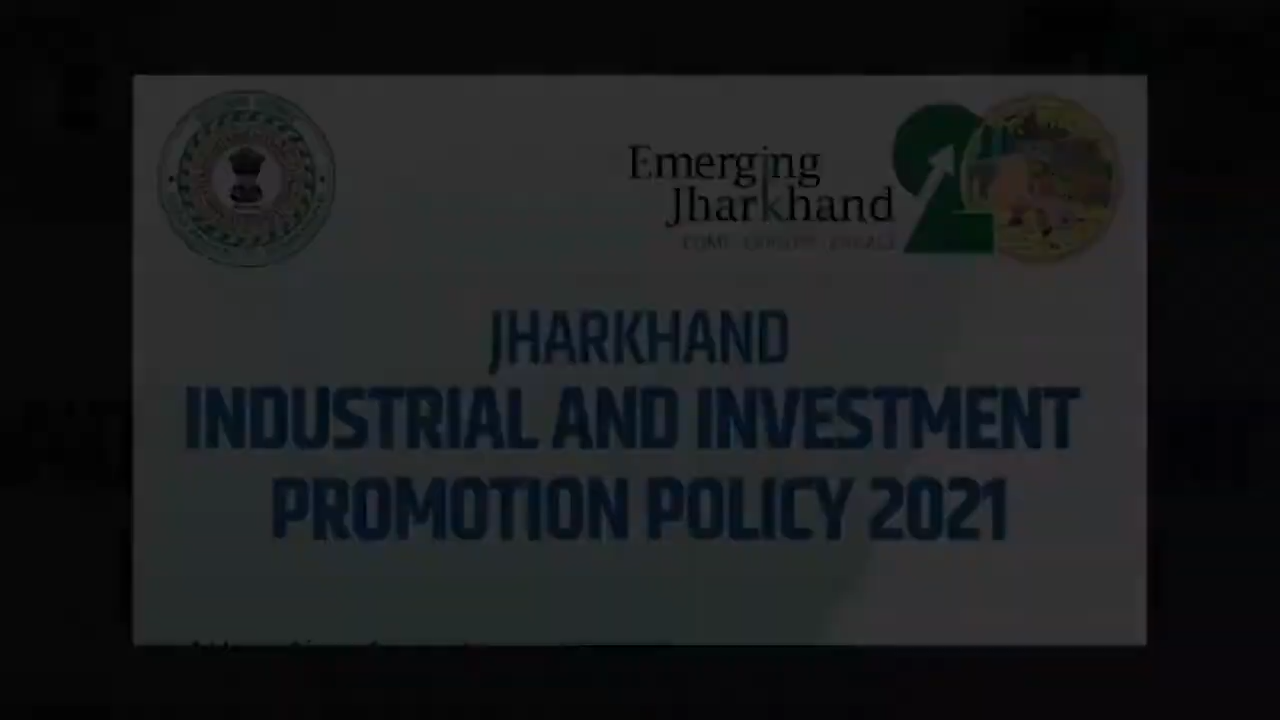 Emerging
Jharkhand
JHARKHAND
INDUSTRIAL AND INVESTMENT
PROMOTION POLICY 2021